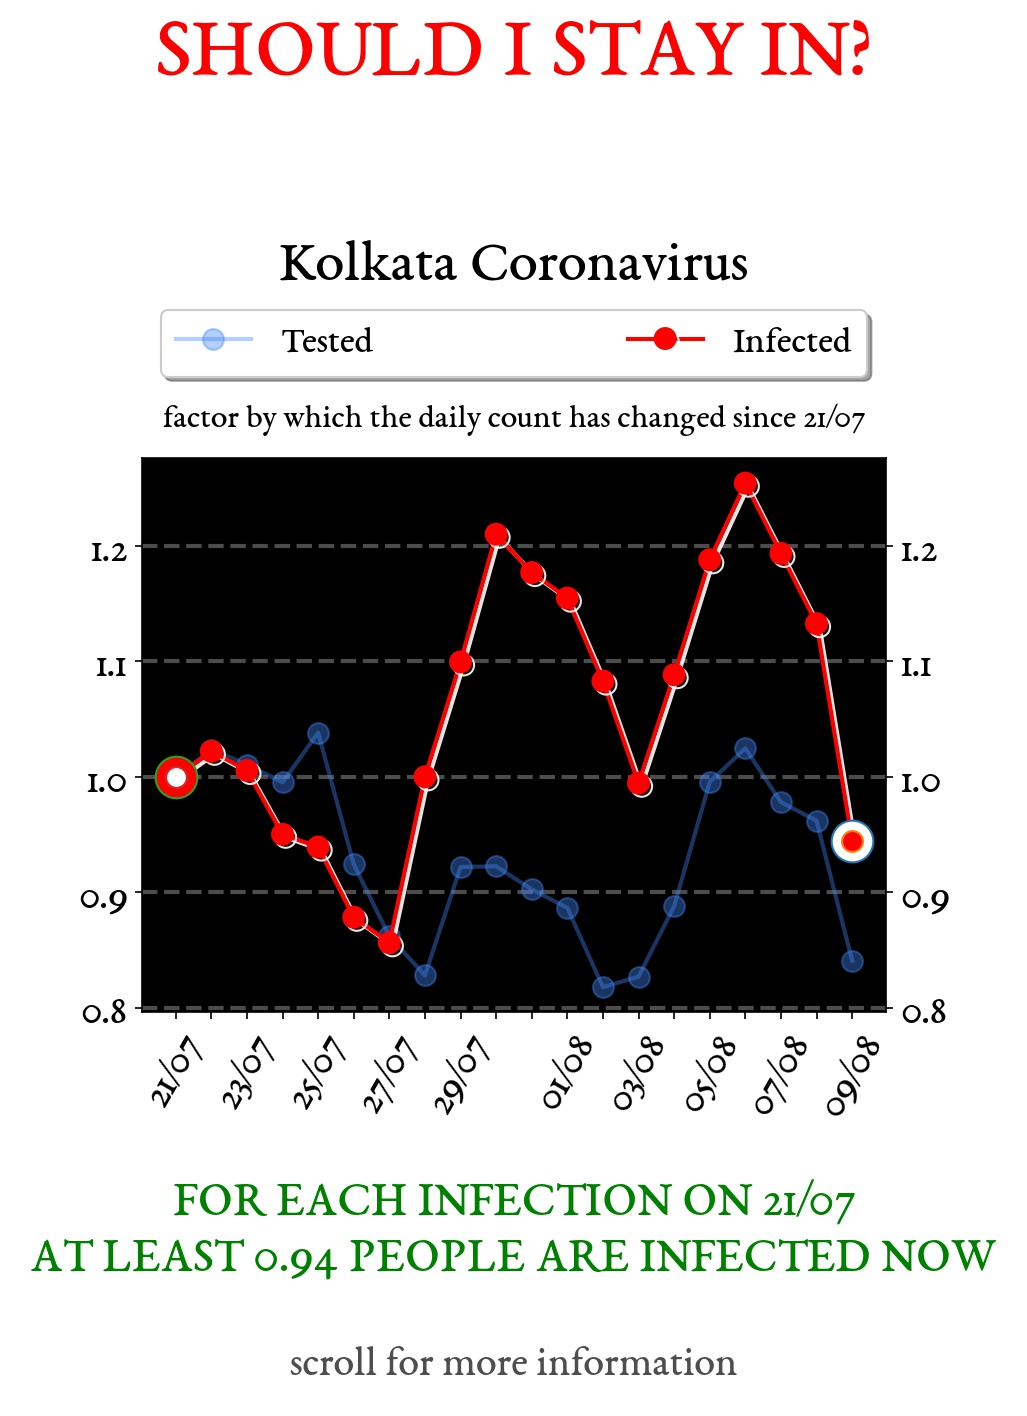 SHOULD I STAY IN?
Kolkata Coronavirus
Tested Infected
factor by which the daily count has changed since 21/07
1.2 1.2
1.1 1.1
1.0 1.0
0.9 0.9
0.8 0.8
21/07 23/07 25/07 27/07 29/07 01/08 03/08 05/08 07/08 09/08
FOR EACH INFECTION ON 21/07
AT LEAST 0.94 PEOPLE ARE INFECTED NOW
scroll for more information